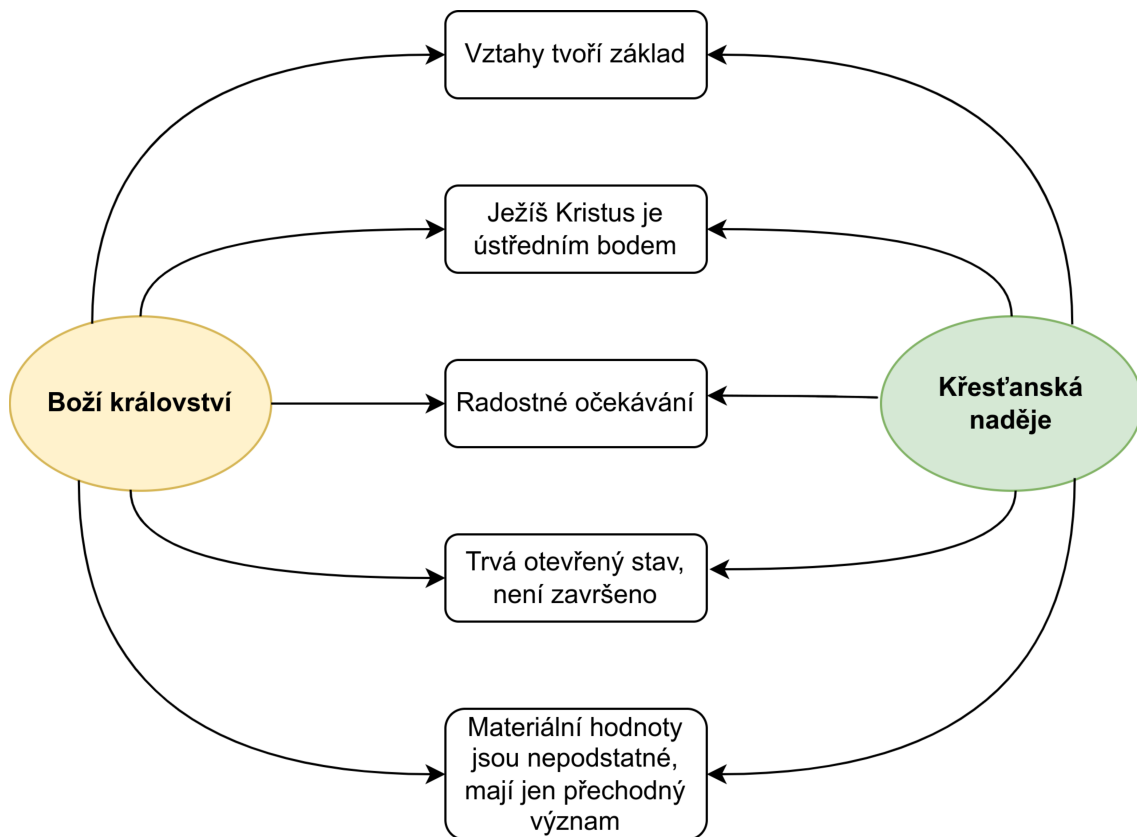 Vztahy tvoří základ
Ježíš Kristus je
ústředním bodem
Boží království
Radostné očekávání
Křesťanská
naděje
Trvá otevřený stav,
není završeno
Materiální hodnoty
jsou nepodstatné,
mají jen přechodný
význam